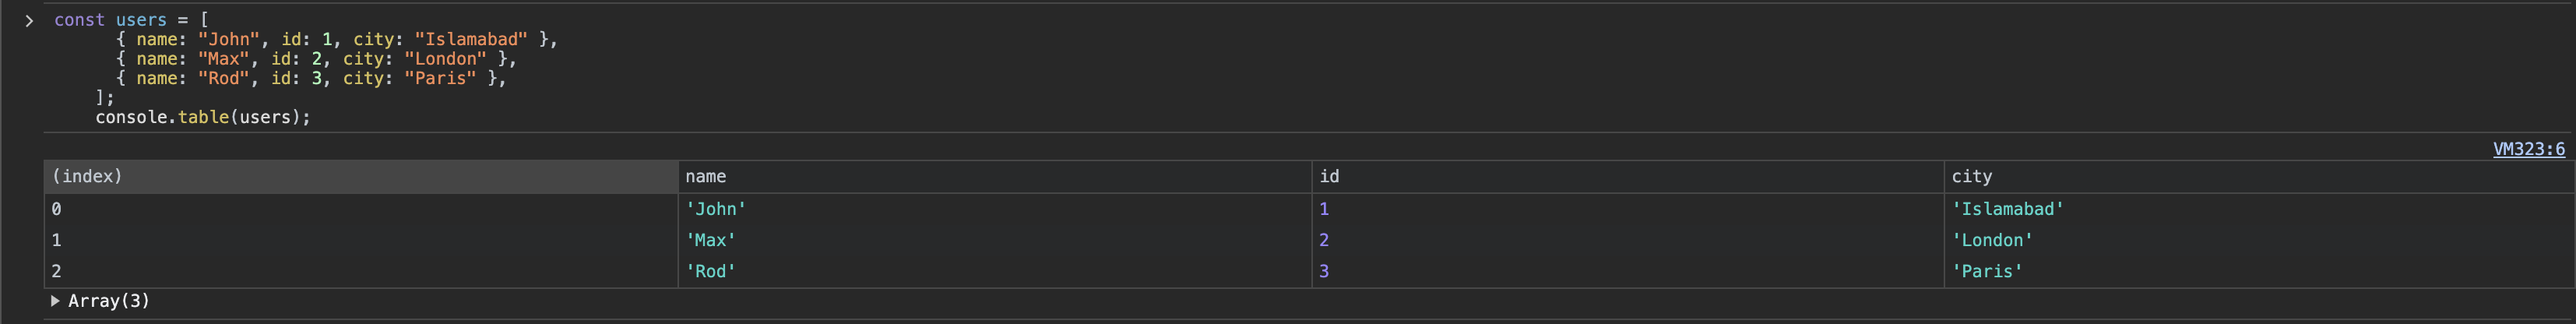 > const users = [
{ name: "John", id: 1, city: "Islamabad" },
{ name: "Max", id: 2, city: "London" },
{ name: "Rod", id: 3, city: "Paris" },
];
console.table(users);
VM323:6
(index) name id city
0 'John' 1 'Islamabad'
1 'Max' 2 'London'
2 'Rod' 3 'Paris'
▶ Array(3)